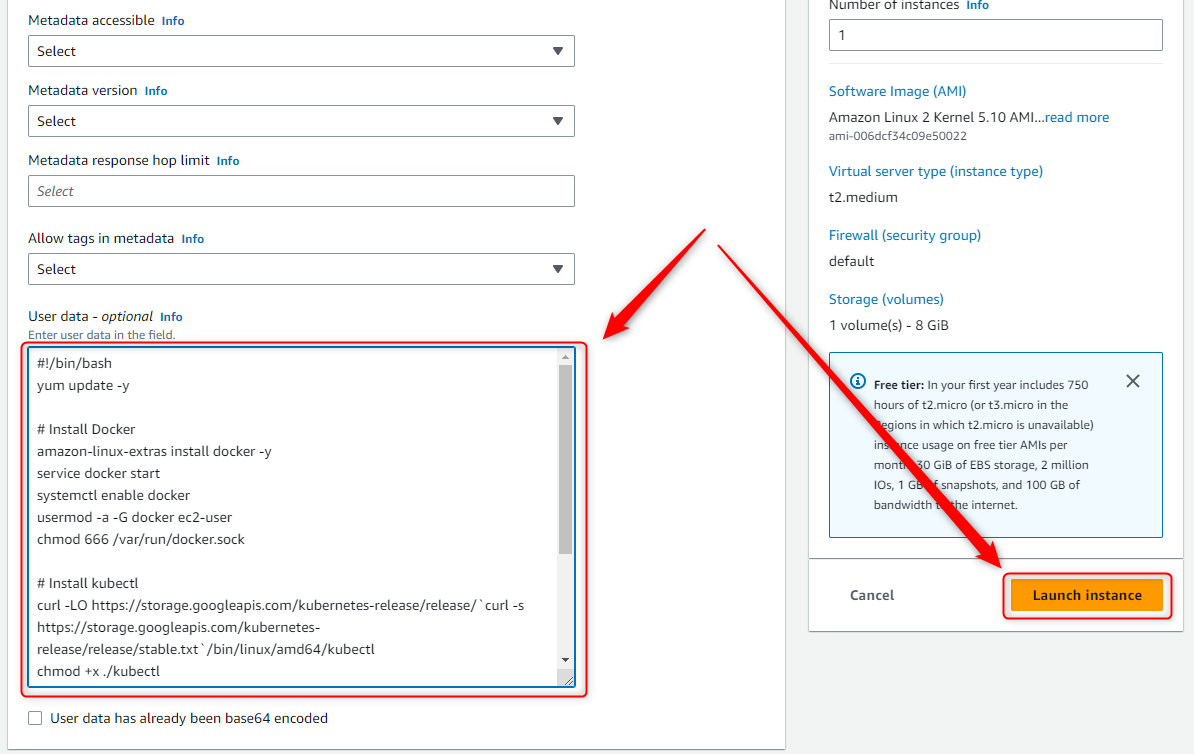 Metadata accessible Info
Select
Metadata version Info
Select
Metadata response hop limit Info
Select
Allow tags in metadata Info
Select
User data - optional Info
Enter user data in the field.
#!/bin/bash
yum update -y
# Install Docker
amazon-linux-extras install docker -y
service docker start
systemctl enable docker
usermod -a -G docker ec2-user
chmod 666 /var/run/docker.sock
# Install kubectl
curl -LO https://storage.googleapis.com/kubernetes-release/release/`curl -s
https://storage.googleapis.com/kubernetes-
release/release/stable.txt`/bin/linux/amd64/kubectl
chmod +x ./kubectl
User data has already been base64 encoded
Number of instances Info
1
Software Image (AMI)
Amazon Linux 2 Kernel 5.10 AMI...read more
ami-006dcf34c09e50022
Virtual server type (instance type)
t2.medium
Firewall (security group)
default
Storage (volumes)
1 volume(s) - 8 GiB
Free tier: In your first year includes 750
hours of t2.micro (or t3.micro in the
Regions in which t2.micro is unavailable)
instance usage on free tier AMIs per
month, 30 GiB of EBS storage, 2 million
IOs, 1 GB of snapshots, and 100 GB of
bandwidth to the internet.
Cancel
Launch instance